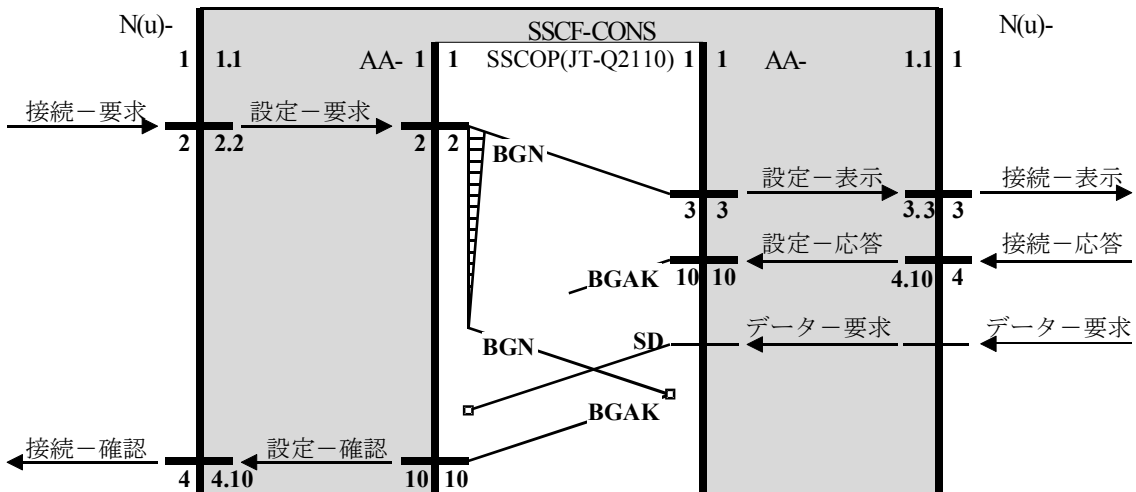 N(u)- SSCF-CONS N(u)-
1 1.1 AA- 1 1 SSCOP(JT-Q2110) 1 1 AA- 1.1 1
接続－要求 設定－要求
2 2.2 2 2 BGN
設定－表示 接続－表示
3 3 3.3 3
設定－応答 接続－応答
BGAK 10 10 4.10 4
データ－要求 データ－要求
BGN SD
BGAK
接続－確認 設定－確認
4 4.10 10 10